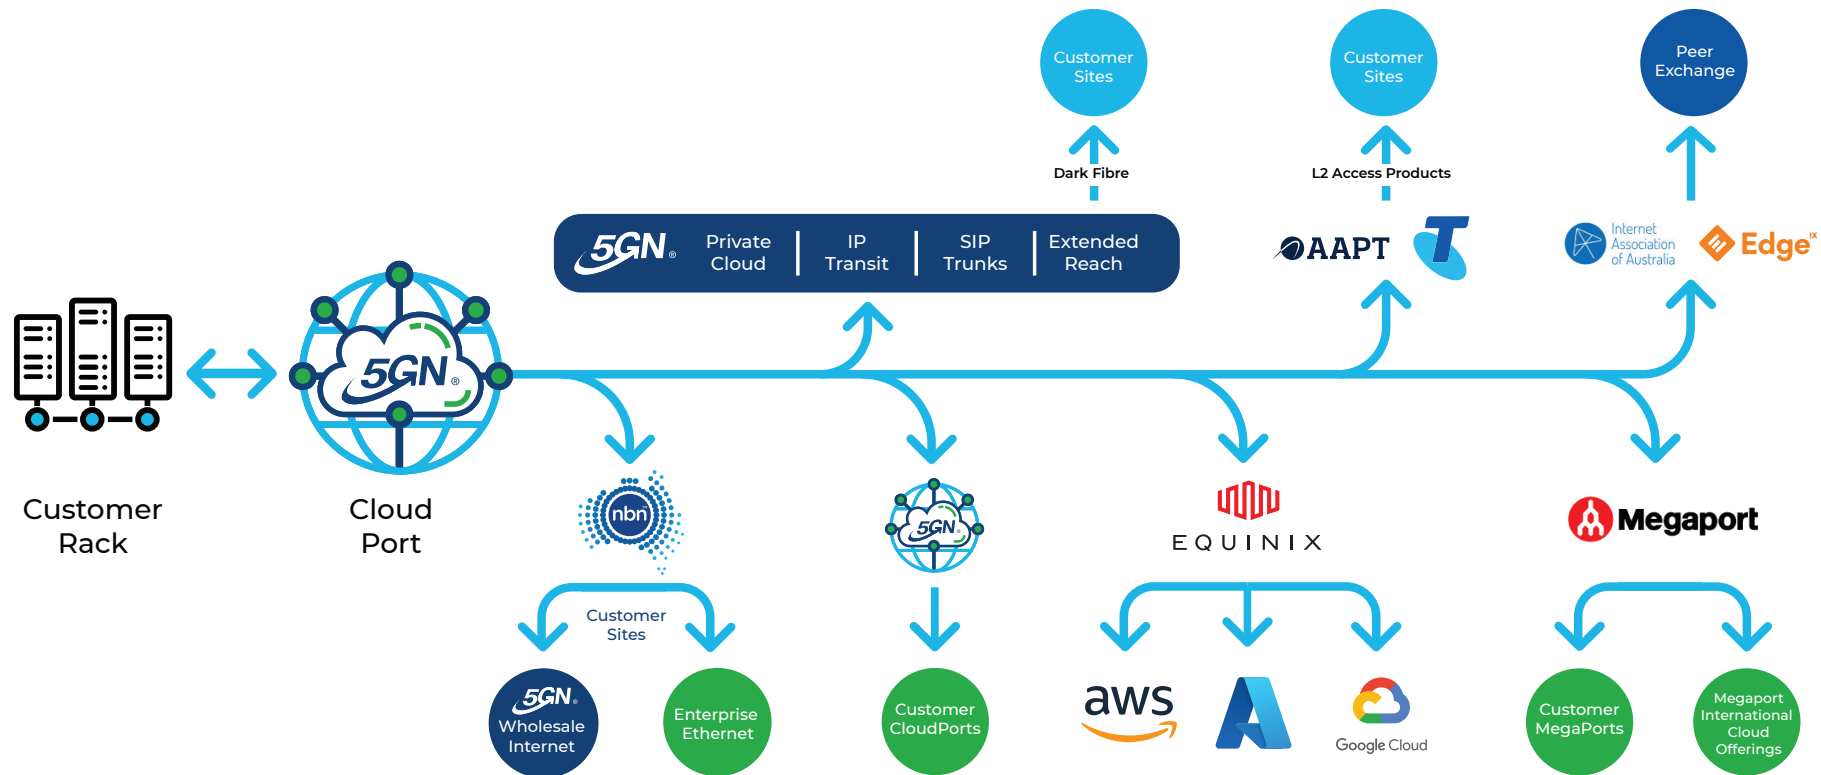 Customer
Sites
Customer
Sites
Peer
Exchange
Dark Fibre
L2 Access Products
5GN®
Private
Cloud
IP
Transit
SIP
Trunks
Extended
Reach
AAPT
T
Internet
Association
of Australia
Edge IX
5GN®
Customer
Rack
Cloud
Port
nbn™
5GN®
EQUINIX
Megaport
Customer
Sites
5GN®
Wholesale
Internet
Enterprise
Ethernet
Customer
CloudPorts
aws
Google Cloud
Customer
MegaPorts
Megaport
International
Cloud
Offerings